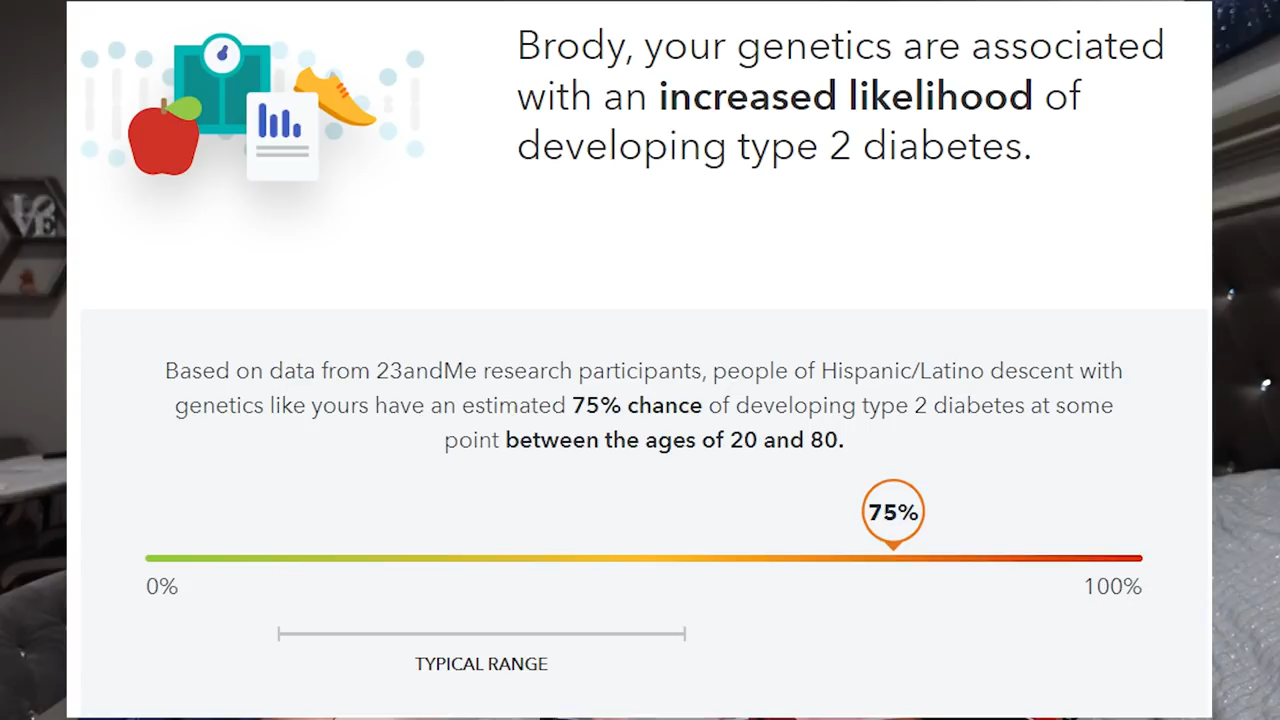 Brody, your genetics are associated
with an increased likelihood of
developing type 2 diabetes.
LOVE
Based on data from 23andMe research participants, people of Hispanic/Latino descent with
genetics like yours have an estimated 75% chance of developing type 2 diabetes at some
point between the ages of 20 and 80.
75%
0%
100%
TYPICAL RANGE